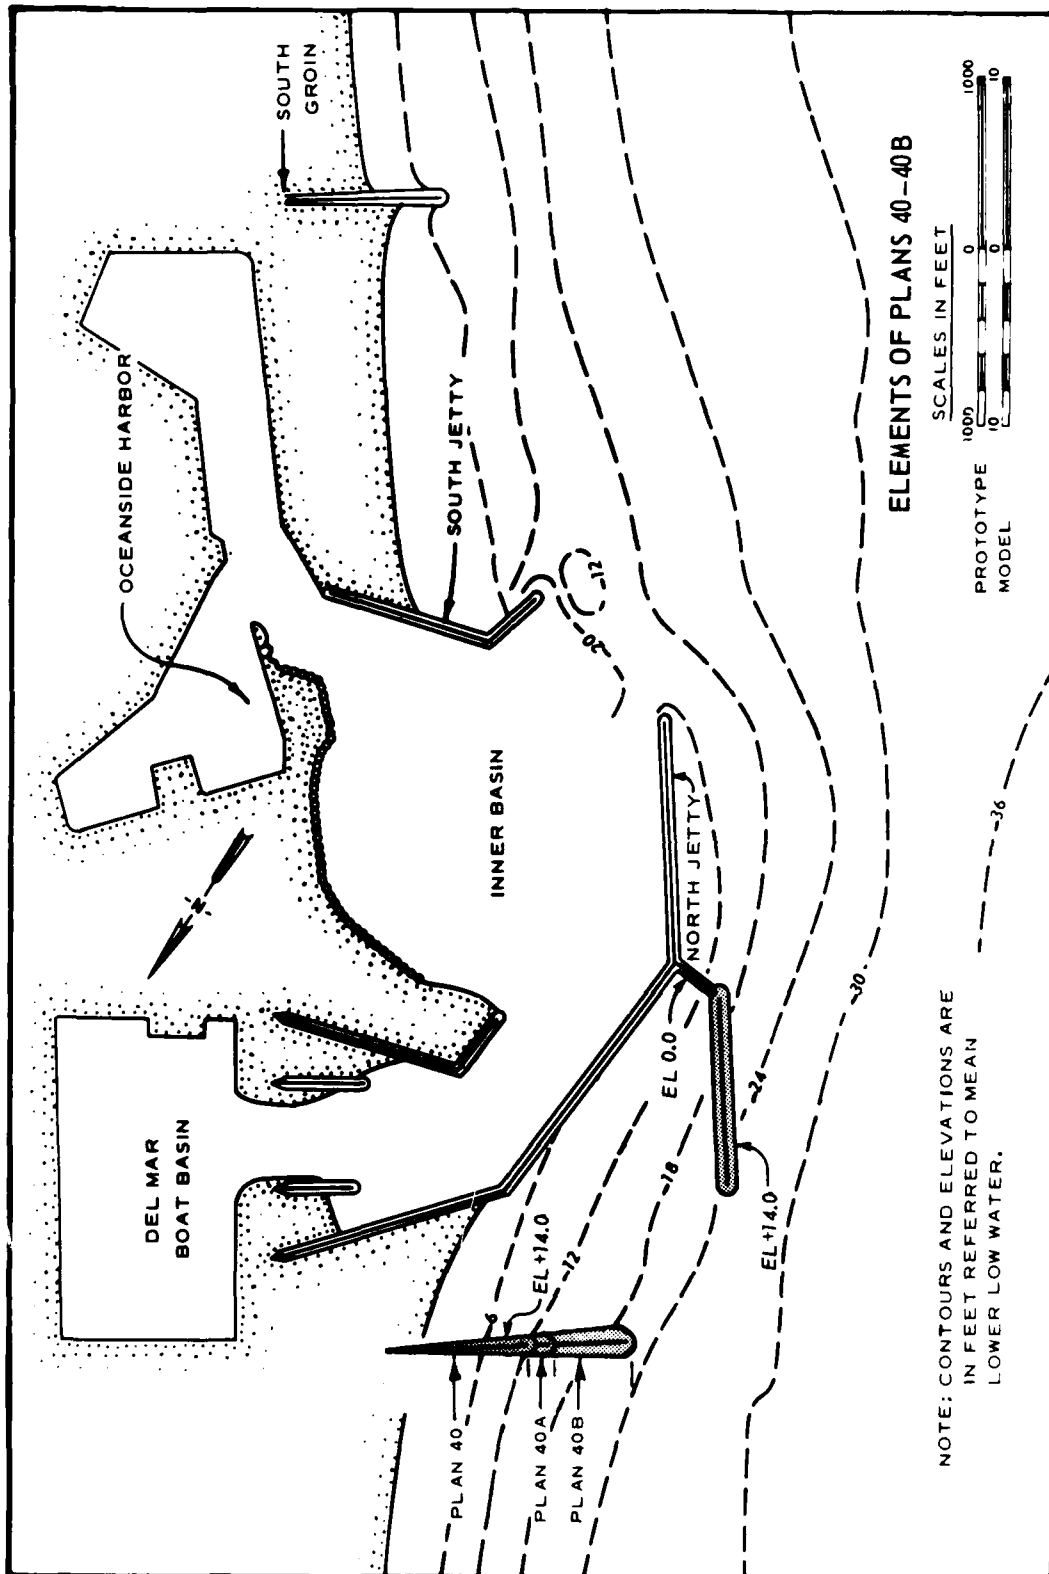 SOUTH
GROIN
OCEANSIDE HARBOR
SOUTH JETTY
DEL MAR
BOAT BASIN
N
INNER BASIN
NORTH JETTY
EL 0.0
EL +14.0
EL +14.0
PLAN 40
PLAN 40A
PLAN 40B
6
-12
-18
-24
-30
-36
-20
-12
NOTE: CONTOURS AND ELEVATIONS ARE
IN FEET REFERRED TO MEAN
LOWER LOW WATER.
ELEMENTS OF PLANS 40-40B
SCALES IN FEET
PROTOTYPE 1000 0 1000
MODEL 10 0 10